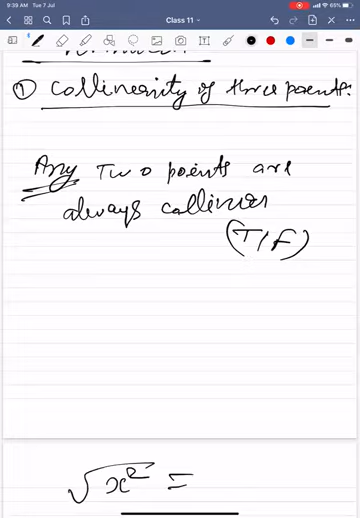 9:39 AM Tue 7 Jul
65%
Class 11
① Collinearity of three points.
Any Two points are
always collinear
(T/F)
√x² =